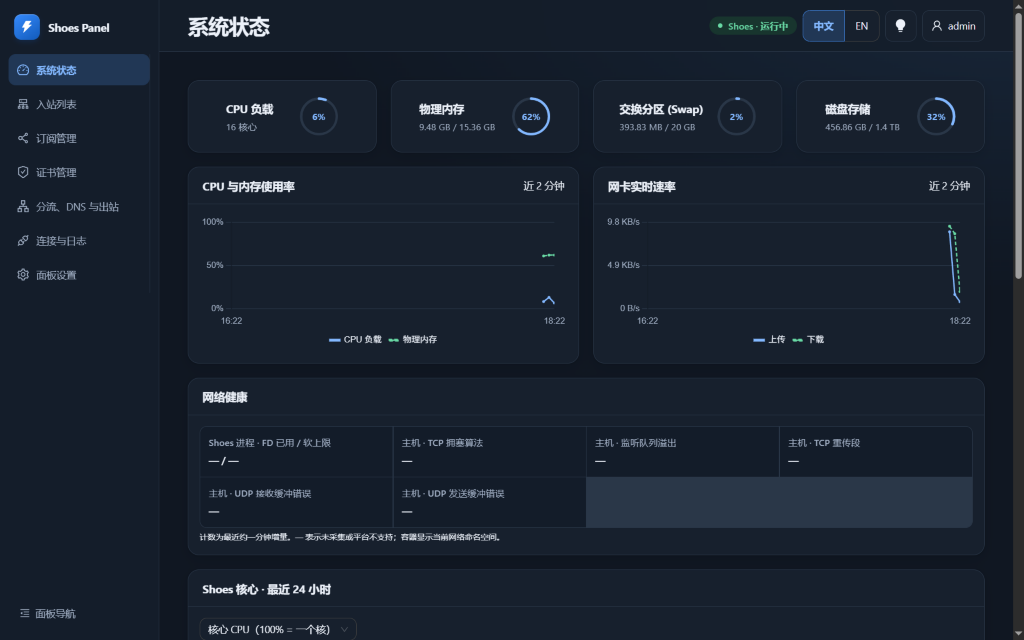 Shoes Panel
系统状态
入站列表
订阅管理
证书管理
分流、DNS 与出站
连接与日志
面板设置
面板导航
系统状态
Shoes · 运行中
中文
EN
admin
CPU 负载
16 核心
6%
物理内存
9.48 GB / 15.36 GB
62%
交换分区 (Swap)
393.83 MB / 20 GB
2%
磁盘存储
456.86 GB / 1.4 TB
32%
CPU 与内存使用率
近 2 分钟
100%
50%
0%
16:22
18:22
CPU 负载
物理内存
网卡实时速率
近 2 分钟
9.8 KB/s
4.9 KB/s
0 B/s
16:22
18:22
上传
下载
网络健康
Shoes 进程 · FD 已用 / 软上限
— / —
主机 · TCP 拥塞算法
—
主机 · 监听队列溢出
—
主机 · TCP 重传段
—
主机 · UDP 接收缓冲错误
—
主机 · UDP 发送缓冲错误
—
计数为最近约一分钟增量。— 表示未采集或平台不支持；容器显示当前网络命名空间。
Shoes 核心 · 最近 24 小时
核心 CPU（100% = 一个核）